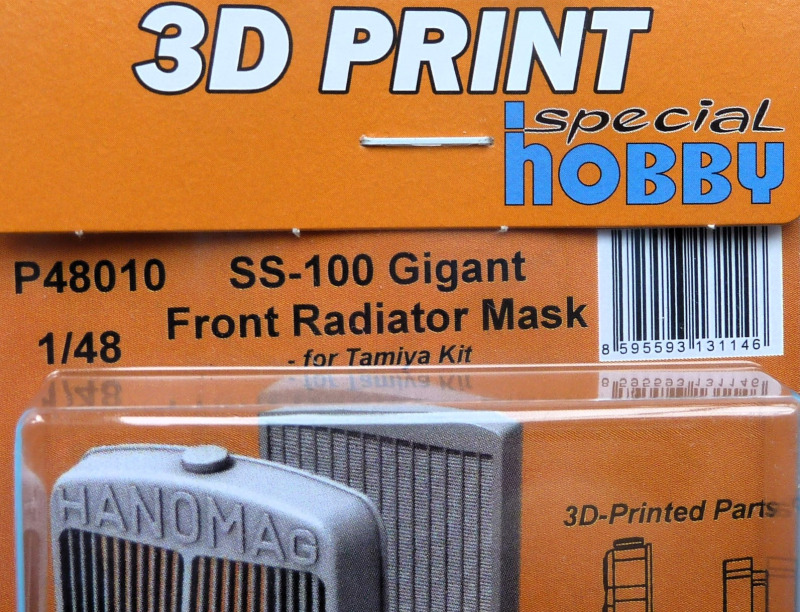 3D PRINT
special
hobby
P48010
SS-100 Gigant
Front Radiator Mask
1/48
- for Tamiya Kit
8 595593 131146
HANOMAG
3D-Printed Parts